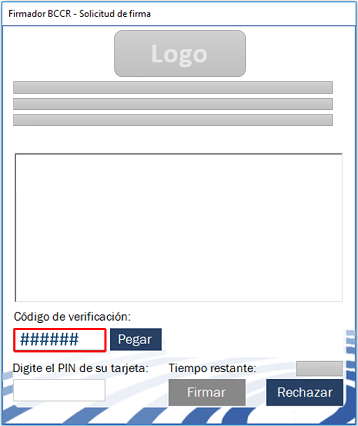 Firmador BCCR - Solicitud de firma
Logo
Código de verificación:
###### Pegar
Digite el PIN de su tarjeta: Tiempo restante:
Firmar Rechazar